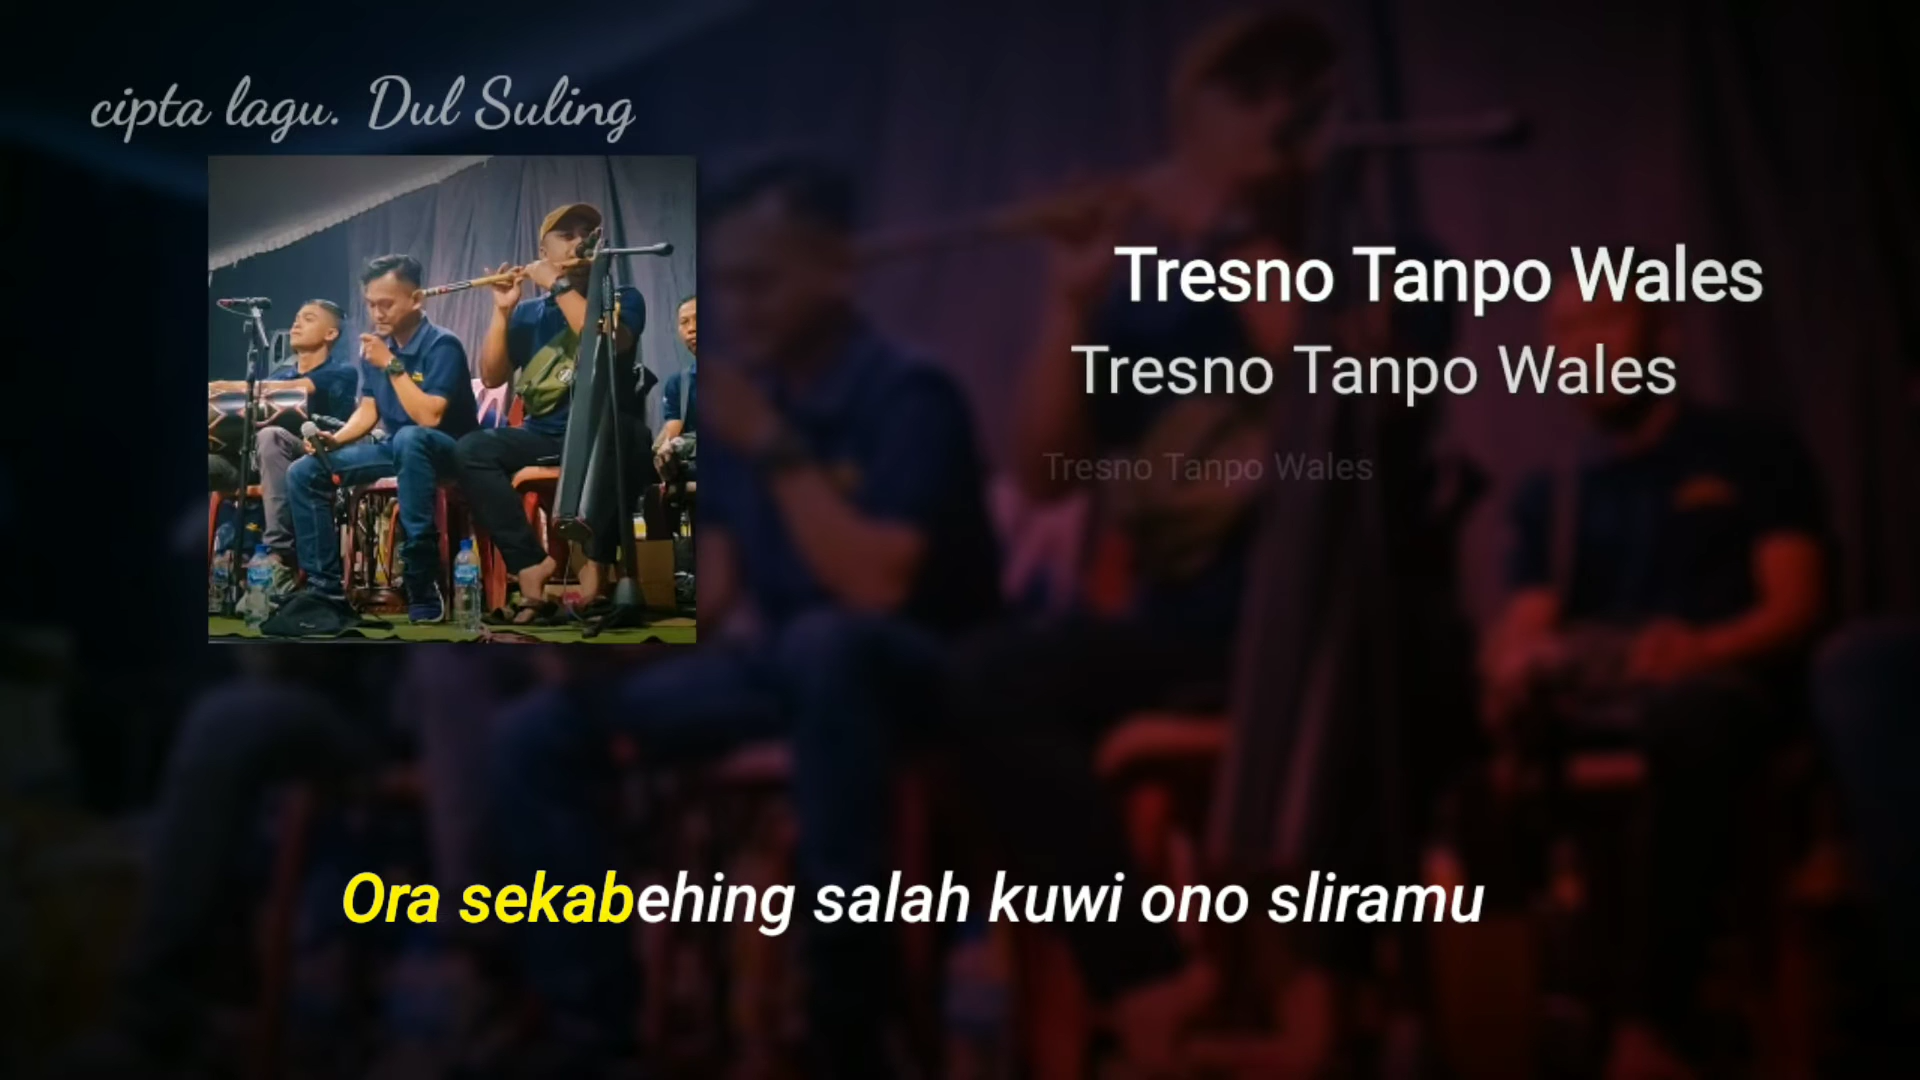 cipta lagu. Dul Suling
Tresno Tanpo Wales
Tresno Tanpo Wales
Tresno Tanpo Wales
Ora sekabehing salah kuwi ono sliramu